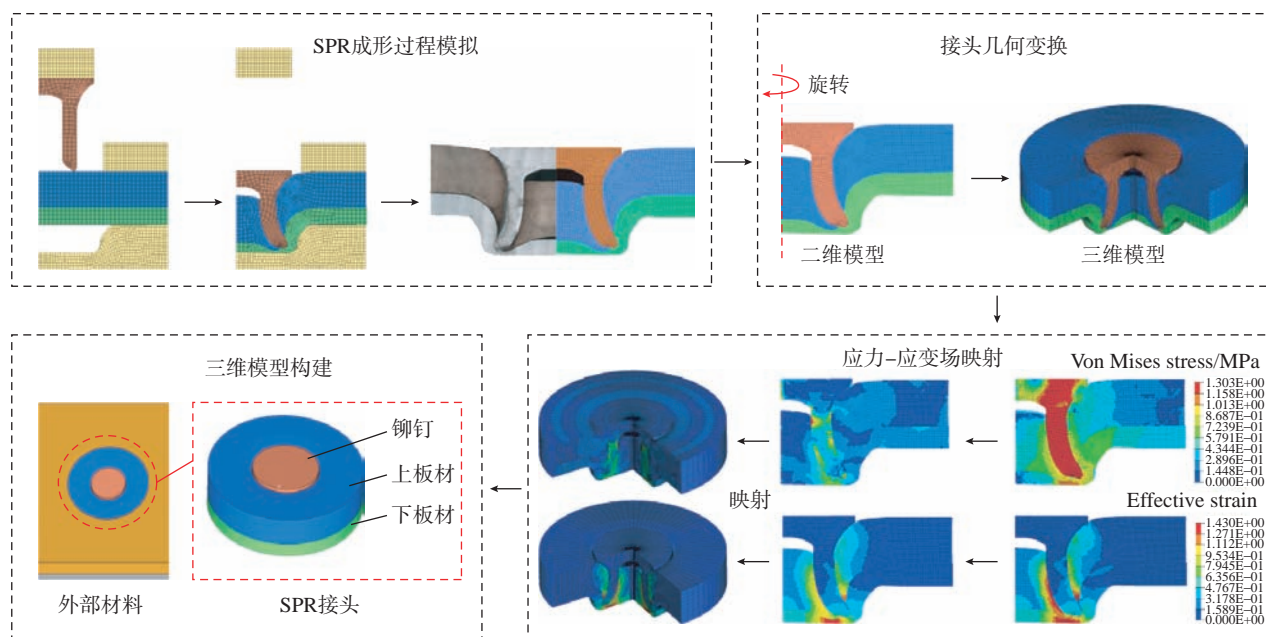 SPR成形过程模拟
接头几何变换
旋转
二维模型
三维模型
应力–应变场映射
Von Mises stress/MPa
1.303E+00
1.158E+00
1.013E+00
8.687E–01
7.239E–01
5.791E–01
4.344E–01
2.896E–01
1.448E–01
0.000E+00
映射
Effective strain
1.430E+00
1.271E+00
1.112E+00
9.534E–01
7.945E–01
6.356E–01
4.767E–01
3.178E–01
1.589E–01
0.000E+00
三维模型构建
铆钉
上板材
下板材
外部材料
SPR接头